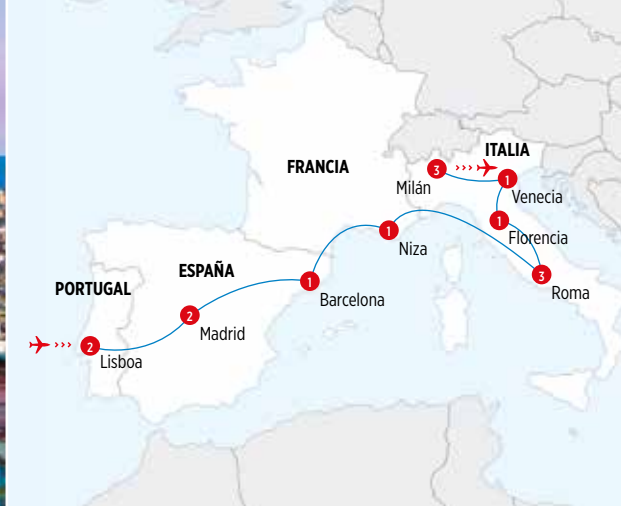 FRANCIA
ITALIA
3
Milán
1
Venecia
1
Florencia
1
Niza
3
Roma
ESPAÑA
PORTUGAL
1
Barcelona
2
Madrid
2
Lisboa